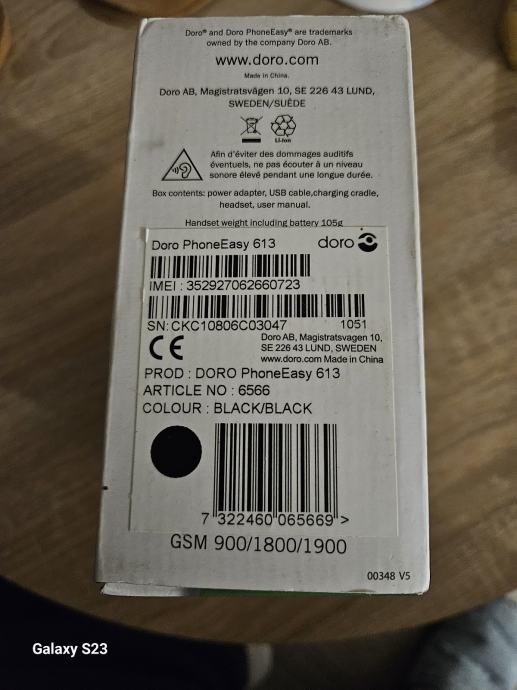 Doro® and Doro PhoneEasy® are trademarks
owned by the company Doro AB.
www.doro.com
Made in China.
Doro AB, Magistratsvägen 10, SE 226 43 LUND,
SWEDEN/SUÈDE
Li-Ion
Afin d'éviter des dommages auditifs
éventuels, ne pas écouter à un niveau
sonore élevé pendant une longue durée.
Box contents: power adapter, USB cable,charging cradle,
headset, user manual.
Handset weight including battery 105g
Doro PhoneEasy 613
doro
IMEI : 352927062660723
SN:CKC10806C03047 1051
CE
Doro AB, Magistratsvagen 10,
SE 226 43 LUND, SWEDEN
www.doro.com Made in China
PROD : DORO PhoneEasy 613
ARTICLE NO : 6566
COLOUR : BLACK/BLACK
7 322460 065669 >
GSM 900/1800/1900
00348 V5
Galaxy S23